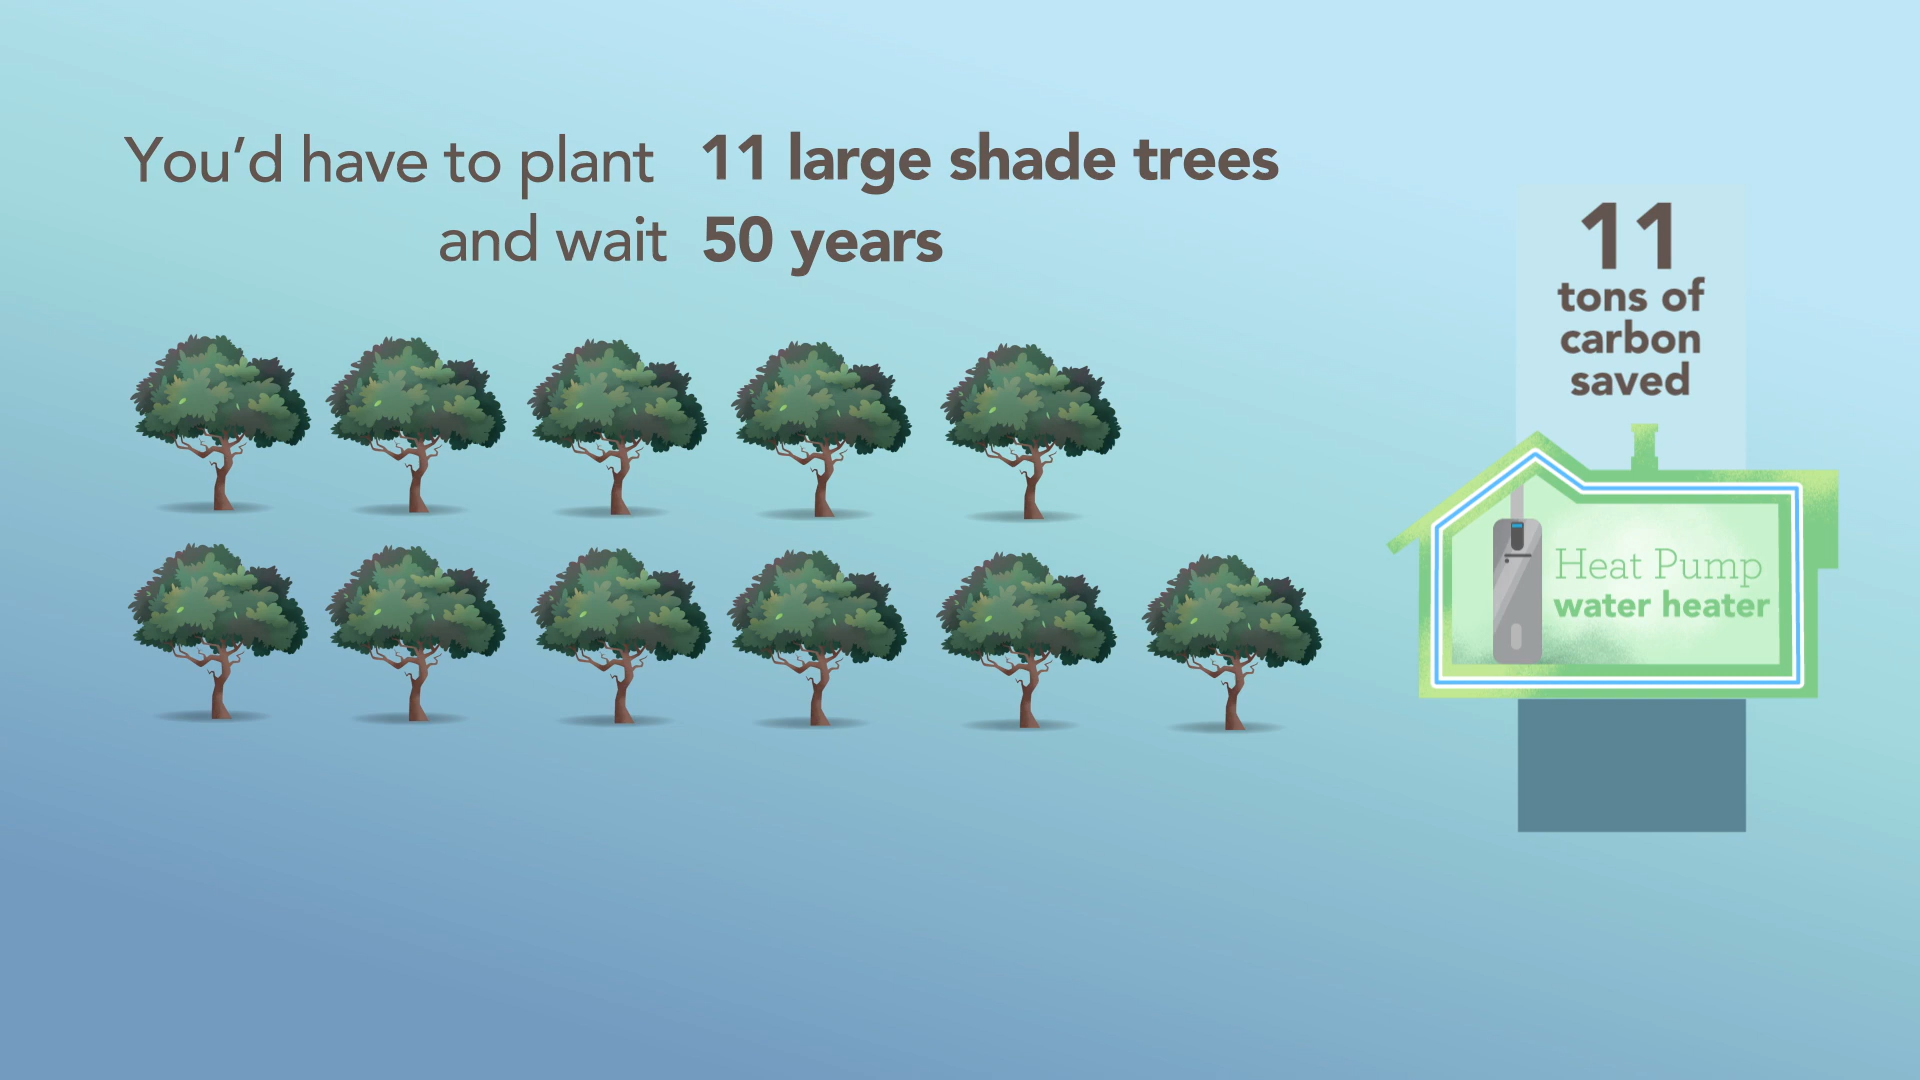 You’d have to plant 11 large shade trees
and wait 50 years
11
tons of
carbon
saved
Heat Pump
water heater